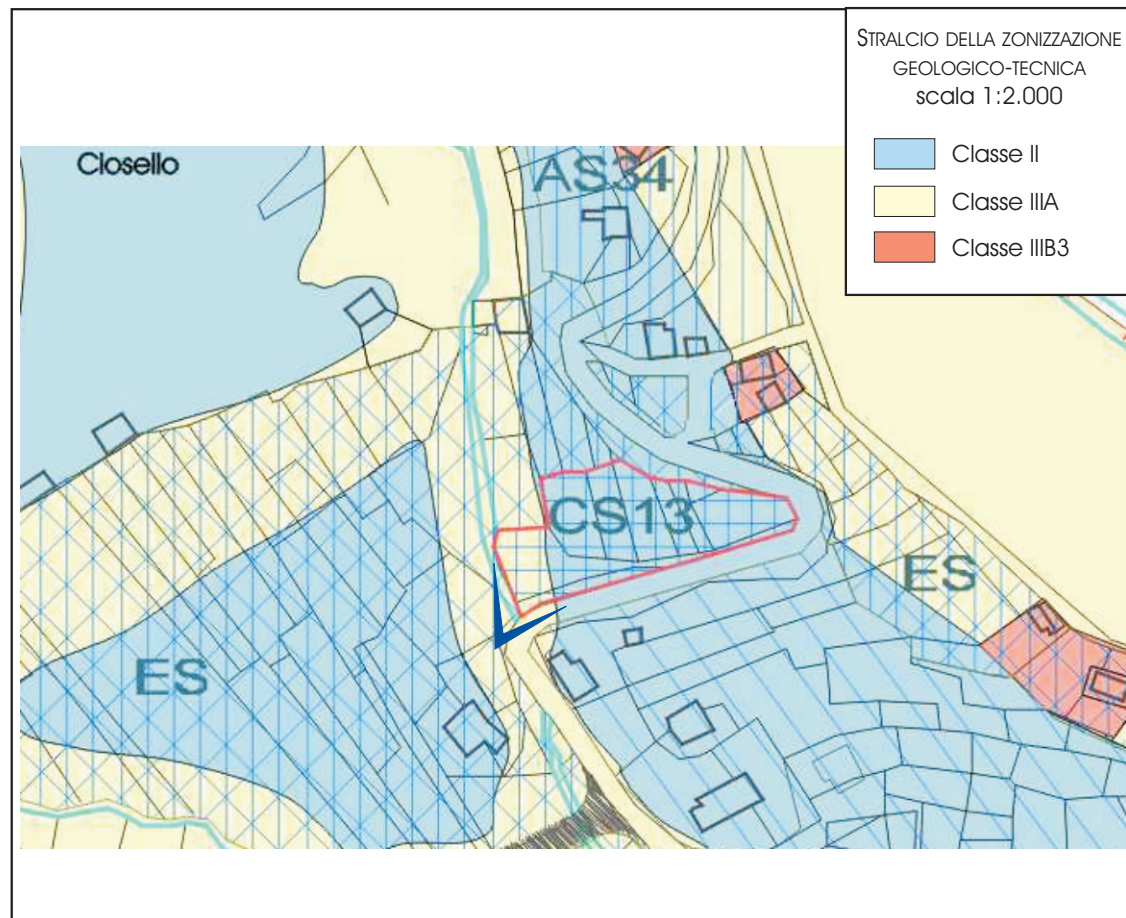 STRALCIO DELLA ZONIZZAZIONE
GEOLOGICO-TECNICA
scala 1:2.000
Classe II
Classe IIIA
Classe IIIB3
Closello
AS34
CS13
ES
ES